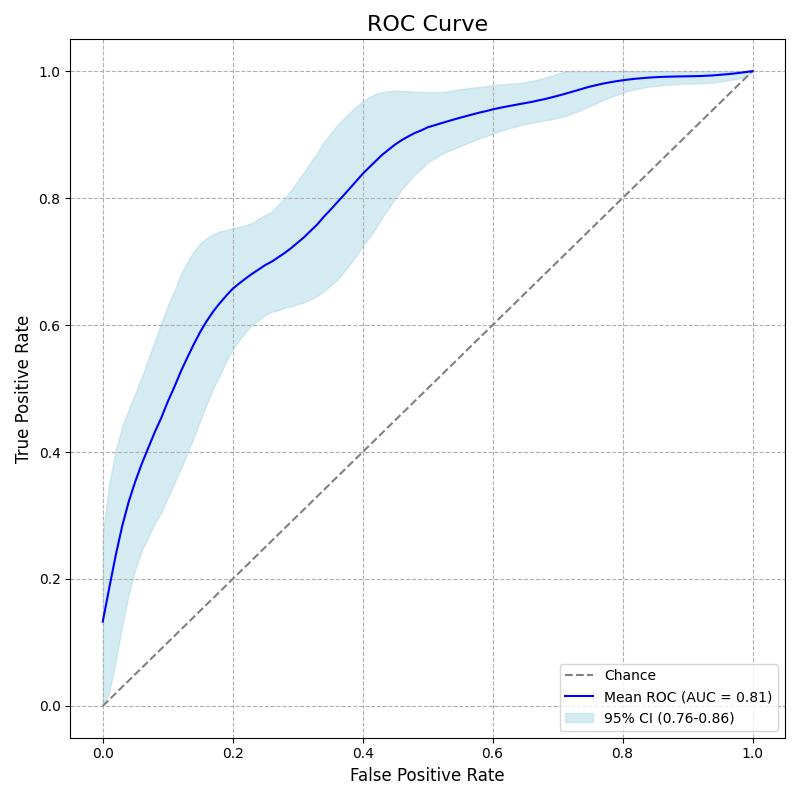 ROC Curve
True Positive Rate
1.0
0.8
0.6
0.4
0.2
0.0
0.0 0.2 0.4 0.6 0.8 1.0
False Positive Rate
Chance
Mean ROC (AUC = 0.81)
95% CI (0.76-0.86)